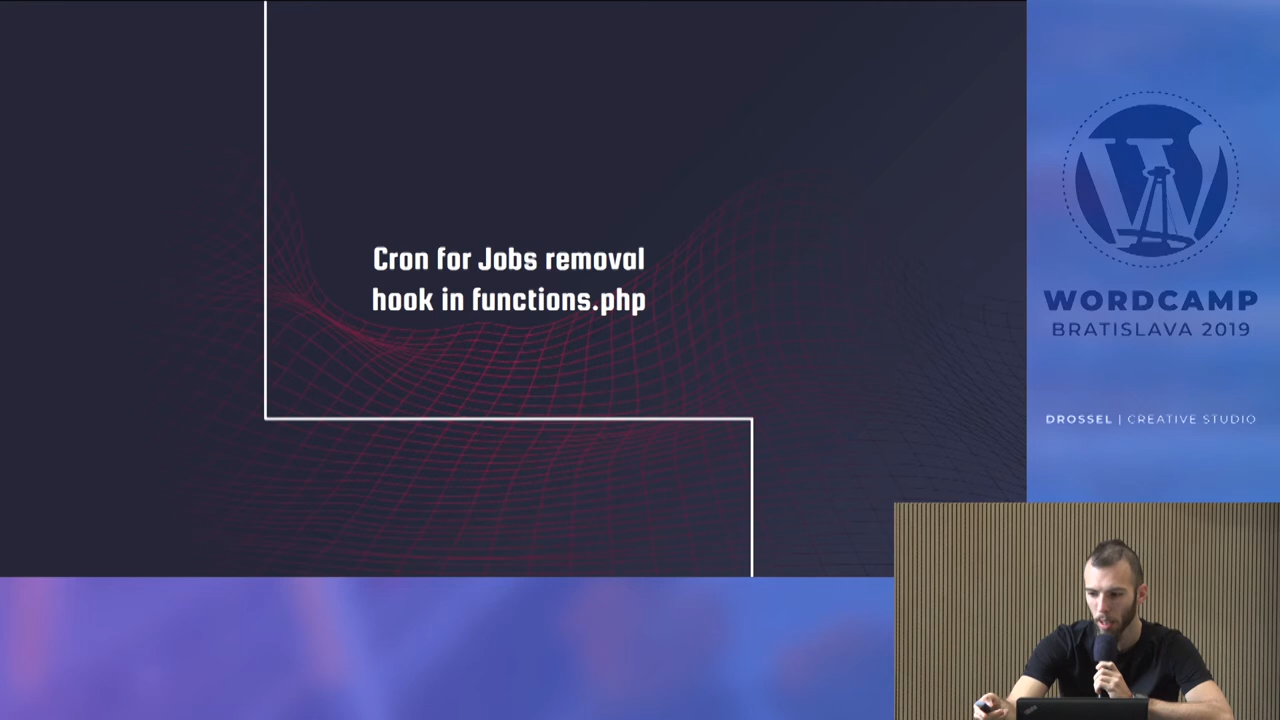 Cron for Jobs removal
hook in functions.php
WORDCAMP
BRATISLAVA 2019
DROSSEL | CREATIVE STUDIO